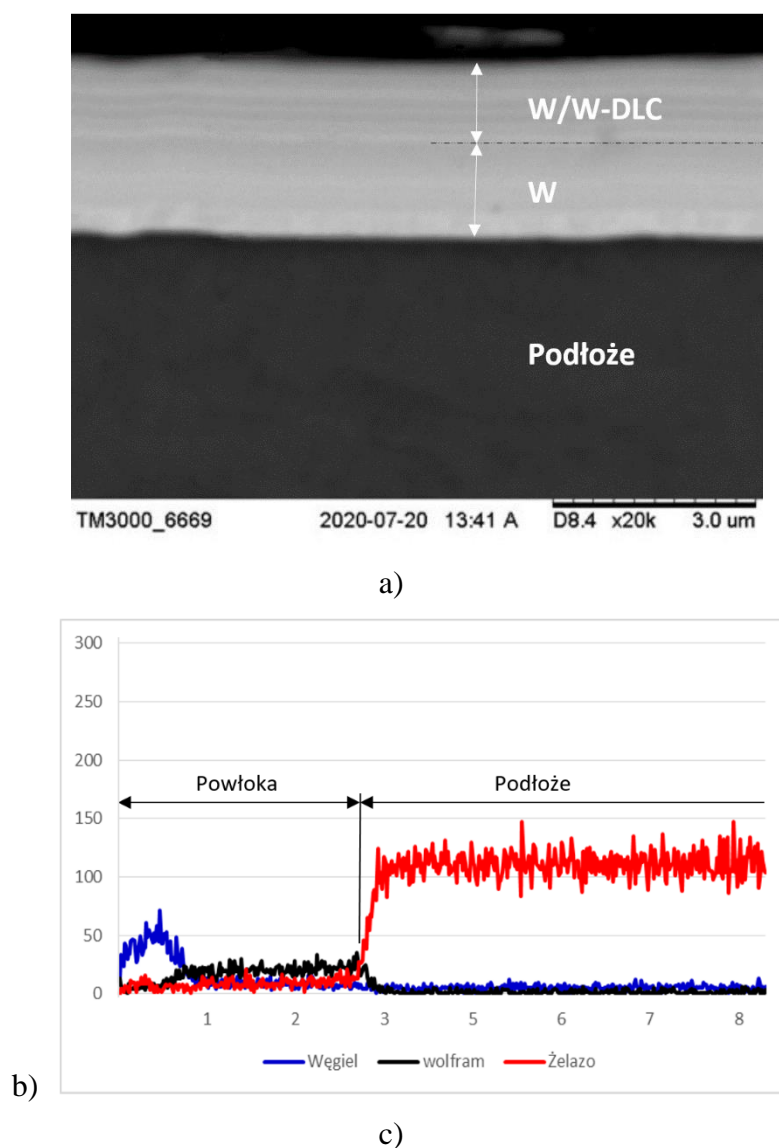 W/W-DLC
W
Podłoże
TM3000_6669 2020-07-20 13:41 A D8.4 x20k 3.0 um
a)
300
250
200
Powłoka Podłoże
150
100
50
0
1 2 3 4 5 6 7 8
Węgiel wolfram Żelazo
b)
c)